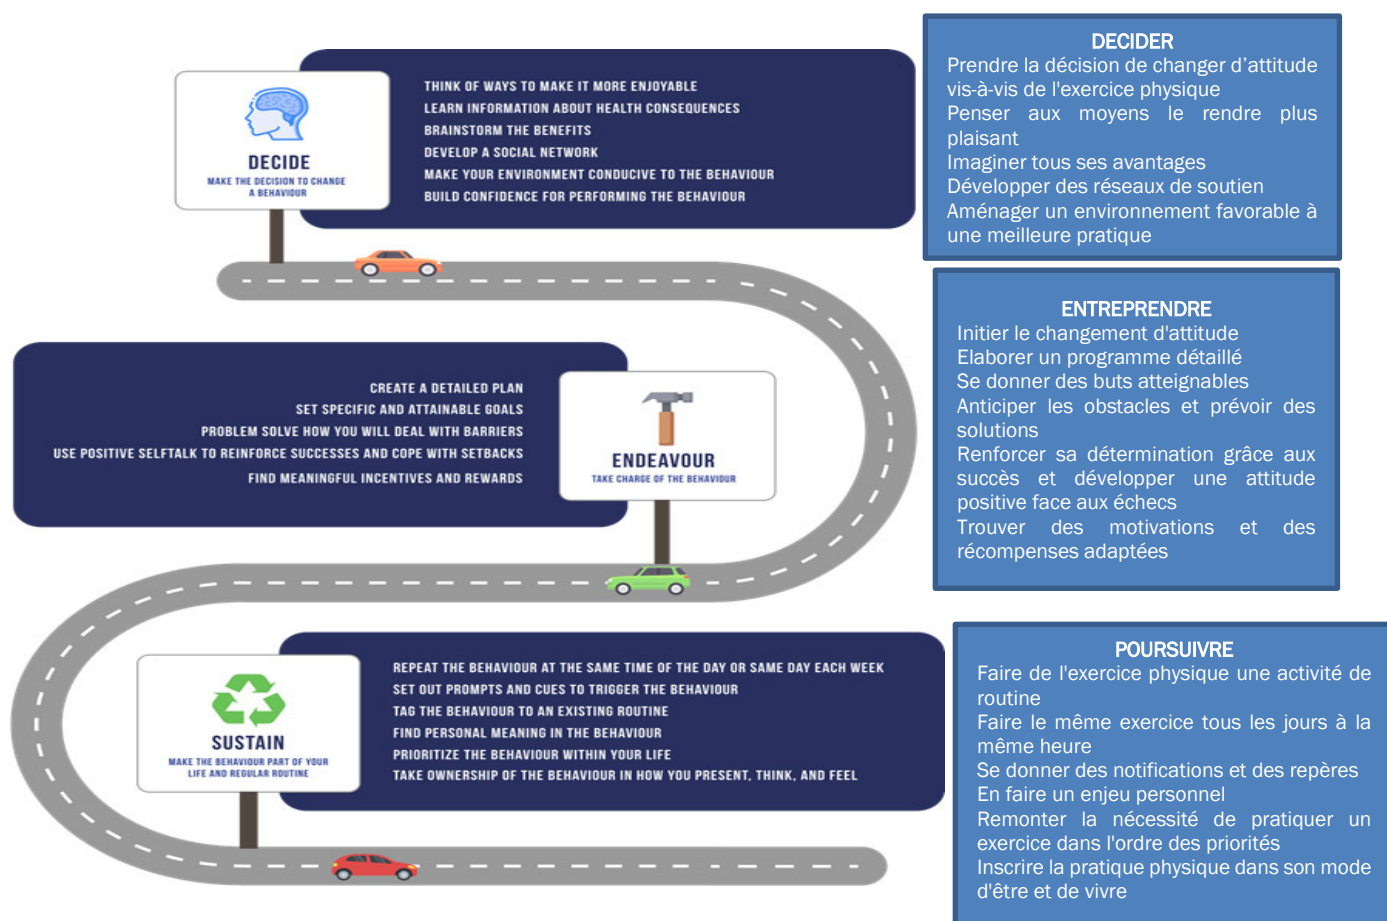 DECIDE
MAKE THE DECISION TO CHANGE
A BEHAVIOUR
THINK OF WAYS TO MAKE IT MORE ENJOYABLE
LEARN INFORMATION ABOUT HEALTH CONSEQUENCES
BRAINSTORM THE BENEFITS
DEVELOP A SOCIAL NETWORK
MAKE YOUR ENVIRONMENT CONDUCIVE TO THE BEHAVIOUR
BUILD CONFIDENCE FOR PERFORMING THE BEHAVIOUR
DECIDER
Prendre la décision de changer d'attitude
vis-à-vis de l'exercice physique
Penser aux moyens le rendre plus
plaisant
Imaginer tous ses avantages
Développer des réseaux de soutien
Aménager un environnement favorable à
une meilleure pratique
CREATE A DETAILED PLAN
SET SPECIFIC AND ATTAINABLE GOALS
PROBLEM SOLVE HOW YOU WILL DEAL WITH BARRIERS
USE POSITIVE SELFTALK TO REINFORCE SUCCESSES AND COPE WITH SETBACKS
FIND MEANINGFUL INCENTIVES AND REWARDS
ENDEAVOUR
TAKE CHARGE OF THE BEHAVIOUR
ENTREPRENDRE
Initier le changement d'attitude
Elaborer un programme détaillé
Se donner des buts atteignables
Anticiper les obstacles et prévoir des
solutions
Renforcer sa détermination grâce aux
succès et développer une attitude
positive face aux échecs
Trouver des motivations et des
récompenses adaptées
SUSTAIN
MAKE THE BEHAVIOUR PART OF YOUR
LIFE AND REGULAR ROUTINE
REPEAT THE BEHAVIOUR AT THE SAME TIME OF THE DAY OR SAME DAY EACH WEEK
SET OUT PROMPTS AND CUES TO TRIGGER THE BEHAVIOUR
TAG THE BEHAVIOUR TO AN EXISTING ROUTINE
FIND PERSONAL MEANING IN THE BEHAVIOUR
PRIORITIZE THE BEHAVIOUR WITHIN YOUR LIFE
TAKE OWNERSHIP OF THE BEHAVIOUR IN HOW YOU PRESENT, THINK, AND FEEL
POURSUIVRE
Faire de l'exercice physique une activité de
routine
Faire le même exercice tous les jours à la
même heure
Se donner des notifications et des repères
En faire un enjeu personnel
Remonter la nécessité de pratiquer un
exercice dans l'ordre des priorités
Inscrire la pratique physique dans son mode
d'être et de vivre